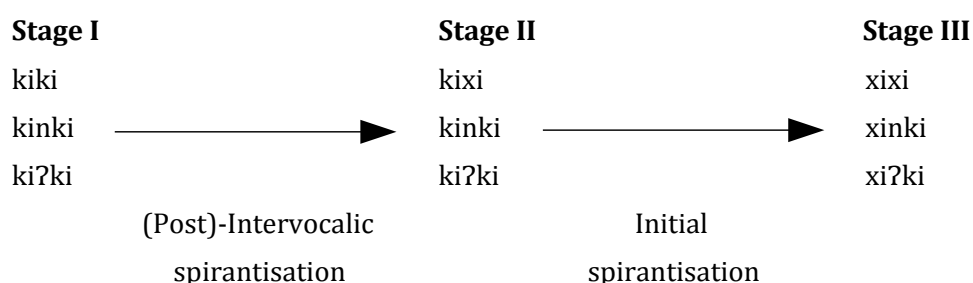 Stage I Stage II Stage III
kiki kixi xixi
kinki kinki xinki
kiʔki kiʔki xiʔki
(Post)-Intervocalic Initial
spirantisation spirantisation